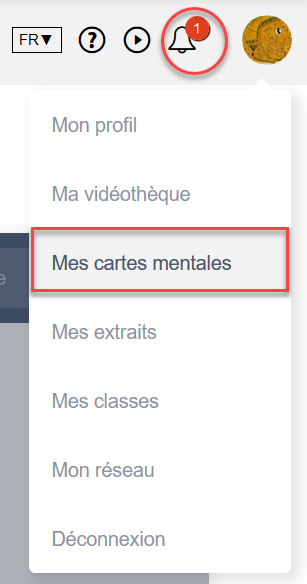 FR▼ ? 1
Mon profil
Ma vidéothèque
e
Mes cartes mentales
Mes extraits
Mes classes
Mon réseau
Déconnexion